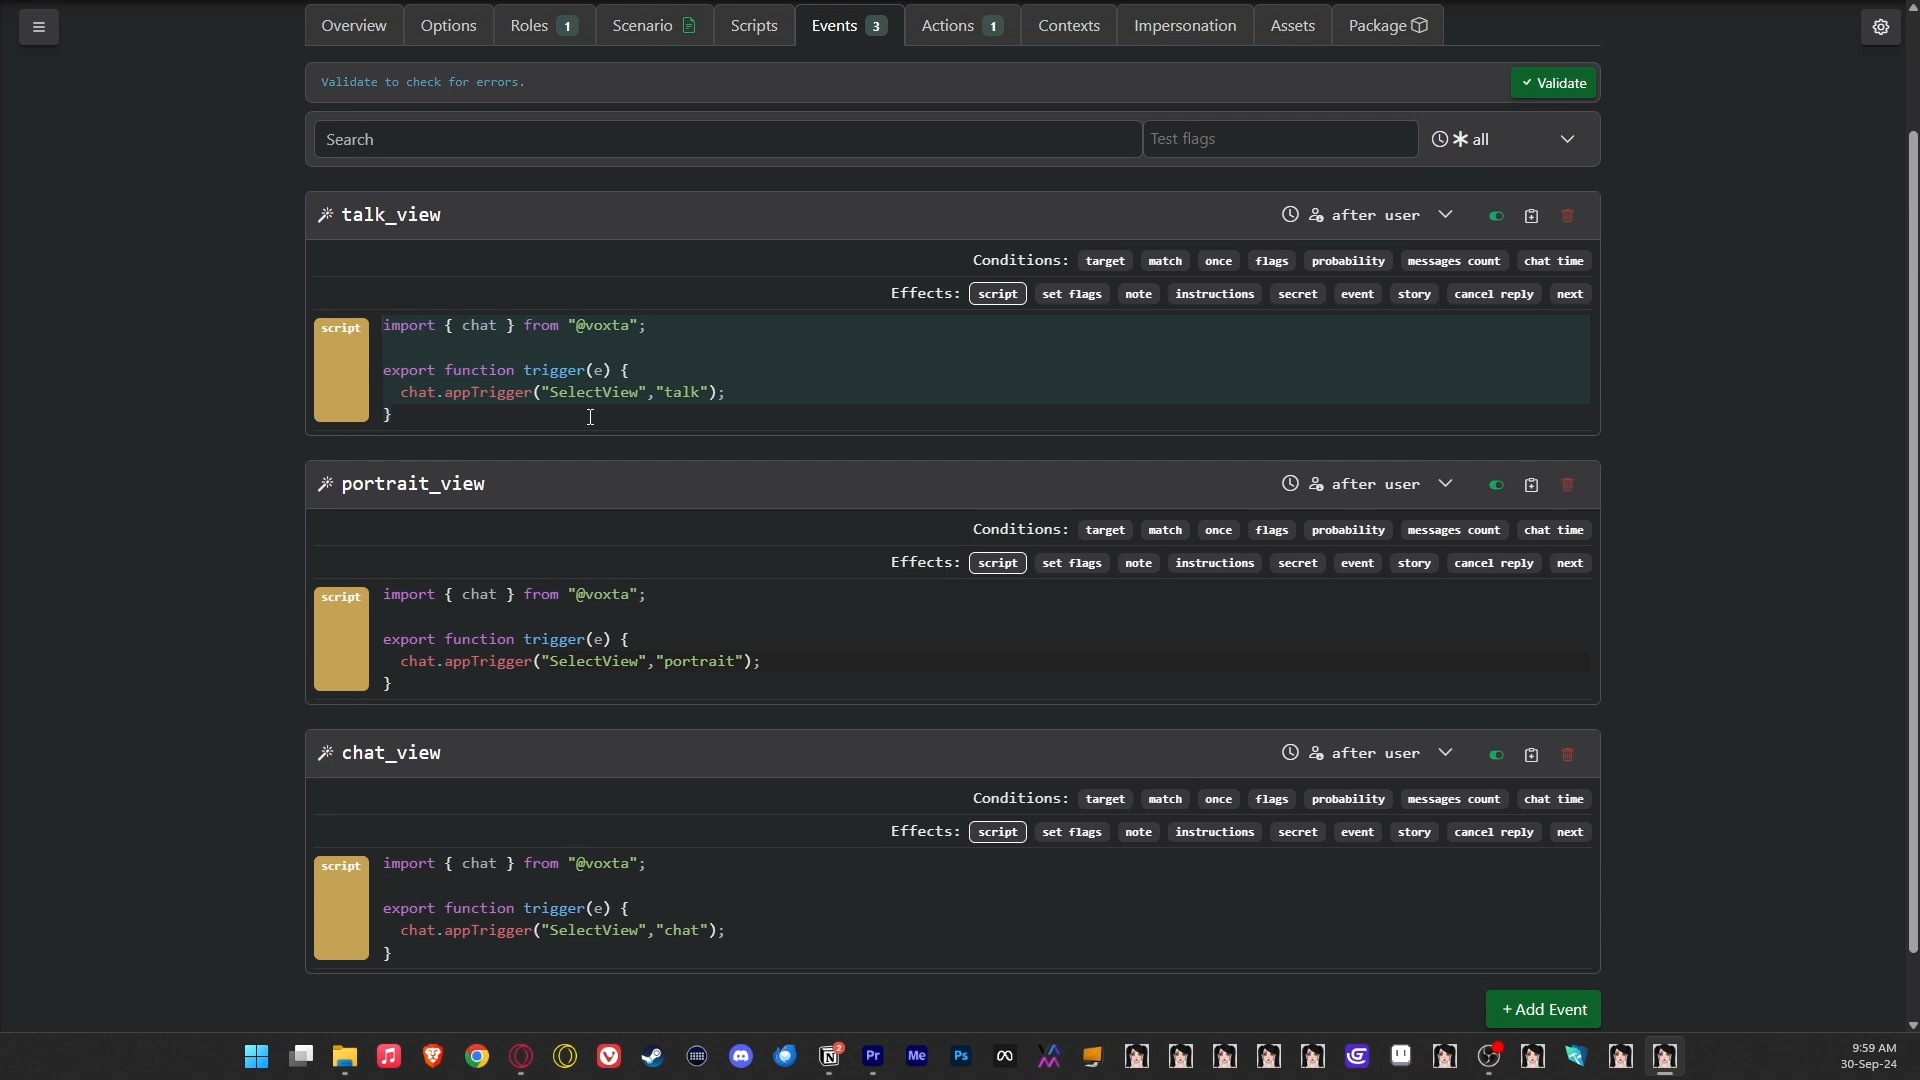 Overview Options Roles 1 Scenario Scripts Events 3 Actions 1 Contexts Impersonation Assets Package
Validate to check for errors. Validate
Search Test flags all
talk_view after user
Conditions: target match once flags probability messages count chat time
Effects: script set flags note instructions secret event story cancel reply next
script import { chat } from "@voxta";
export function trigger(e) {
chat.appTrigger("SelectView","talk");
}
portrait_view after user
Conditions: target match once flags probability messages count chat time
Effects: script set flags note instructions secret event story cancel reply next
script import { chat } from "@voxta";
export function trigger(e) {
chat.appTrigger("SelectView","portrait");
}
chat_view after user
Conditions: target match once flags probability messages count chat time
Effects: script set flags note instructions secret event story cancel reply next
script import { chat } from "@voxta";
export function trigger(e) {
chat.appTrigger("SelectView","chat");
}
+ Add Event
2 Pr Me Ps
9:59 AM
30-Sep-24